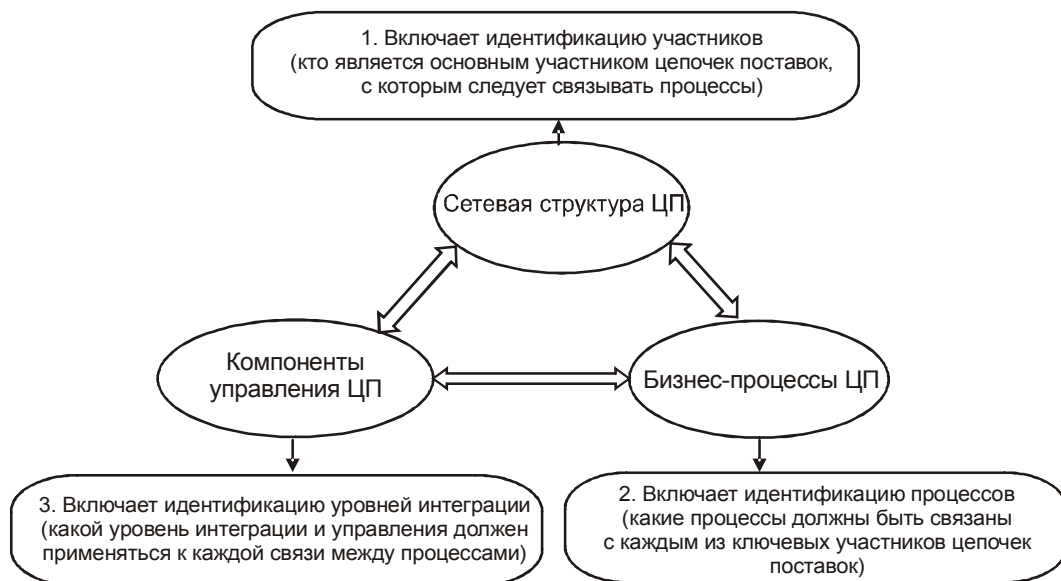 1. Включает идентификацию участников
(кто является основным участником цепочек поставок,
с которым следует связывать процессы)
Сетевая структура ЦП
Компоненты
управления ЦП
Бизнес-процессы ЦП
3. Включает идентификацию уровней интеграции
(какой уровень интеграции и управления должен
применяться к каждой связи между процессами)
2. Включает идентификацию процессов
(какие процессы должны быть связаны
с каждым из ключевых участников цепочек
поставок)